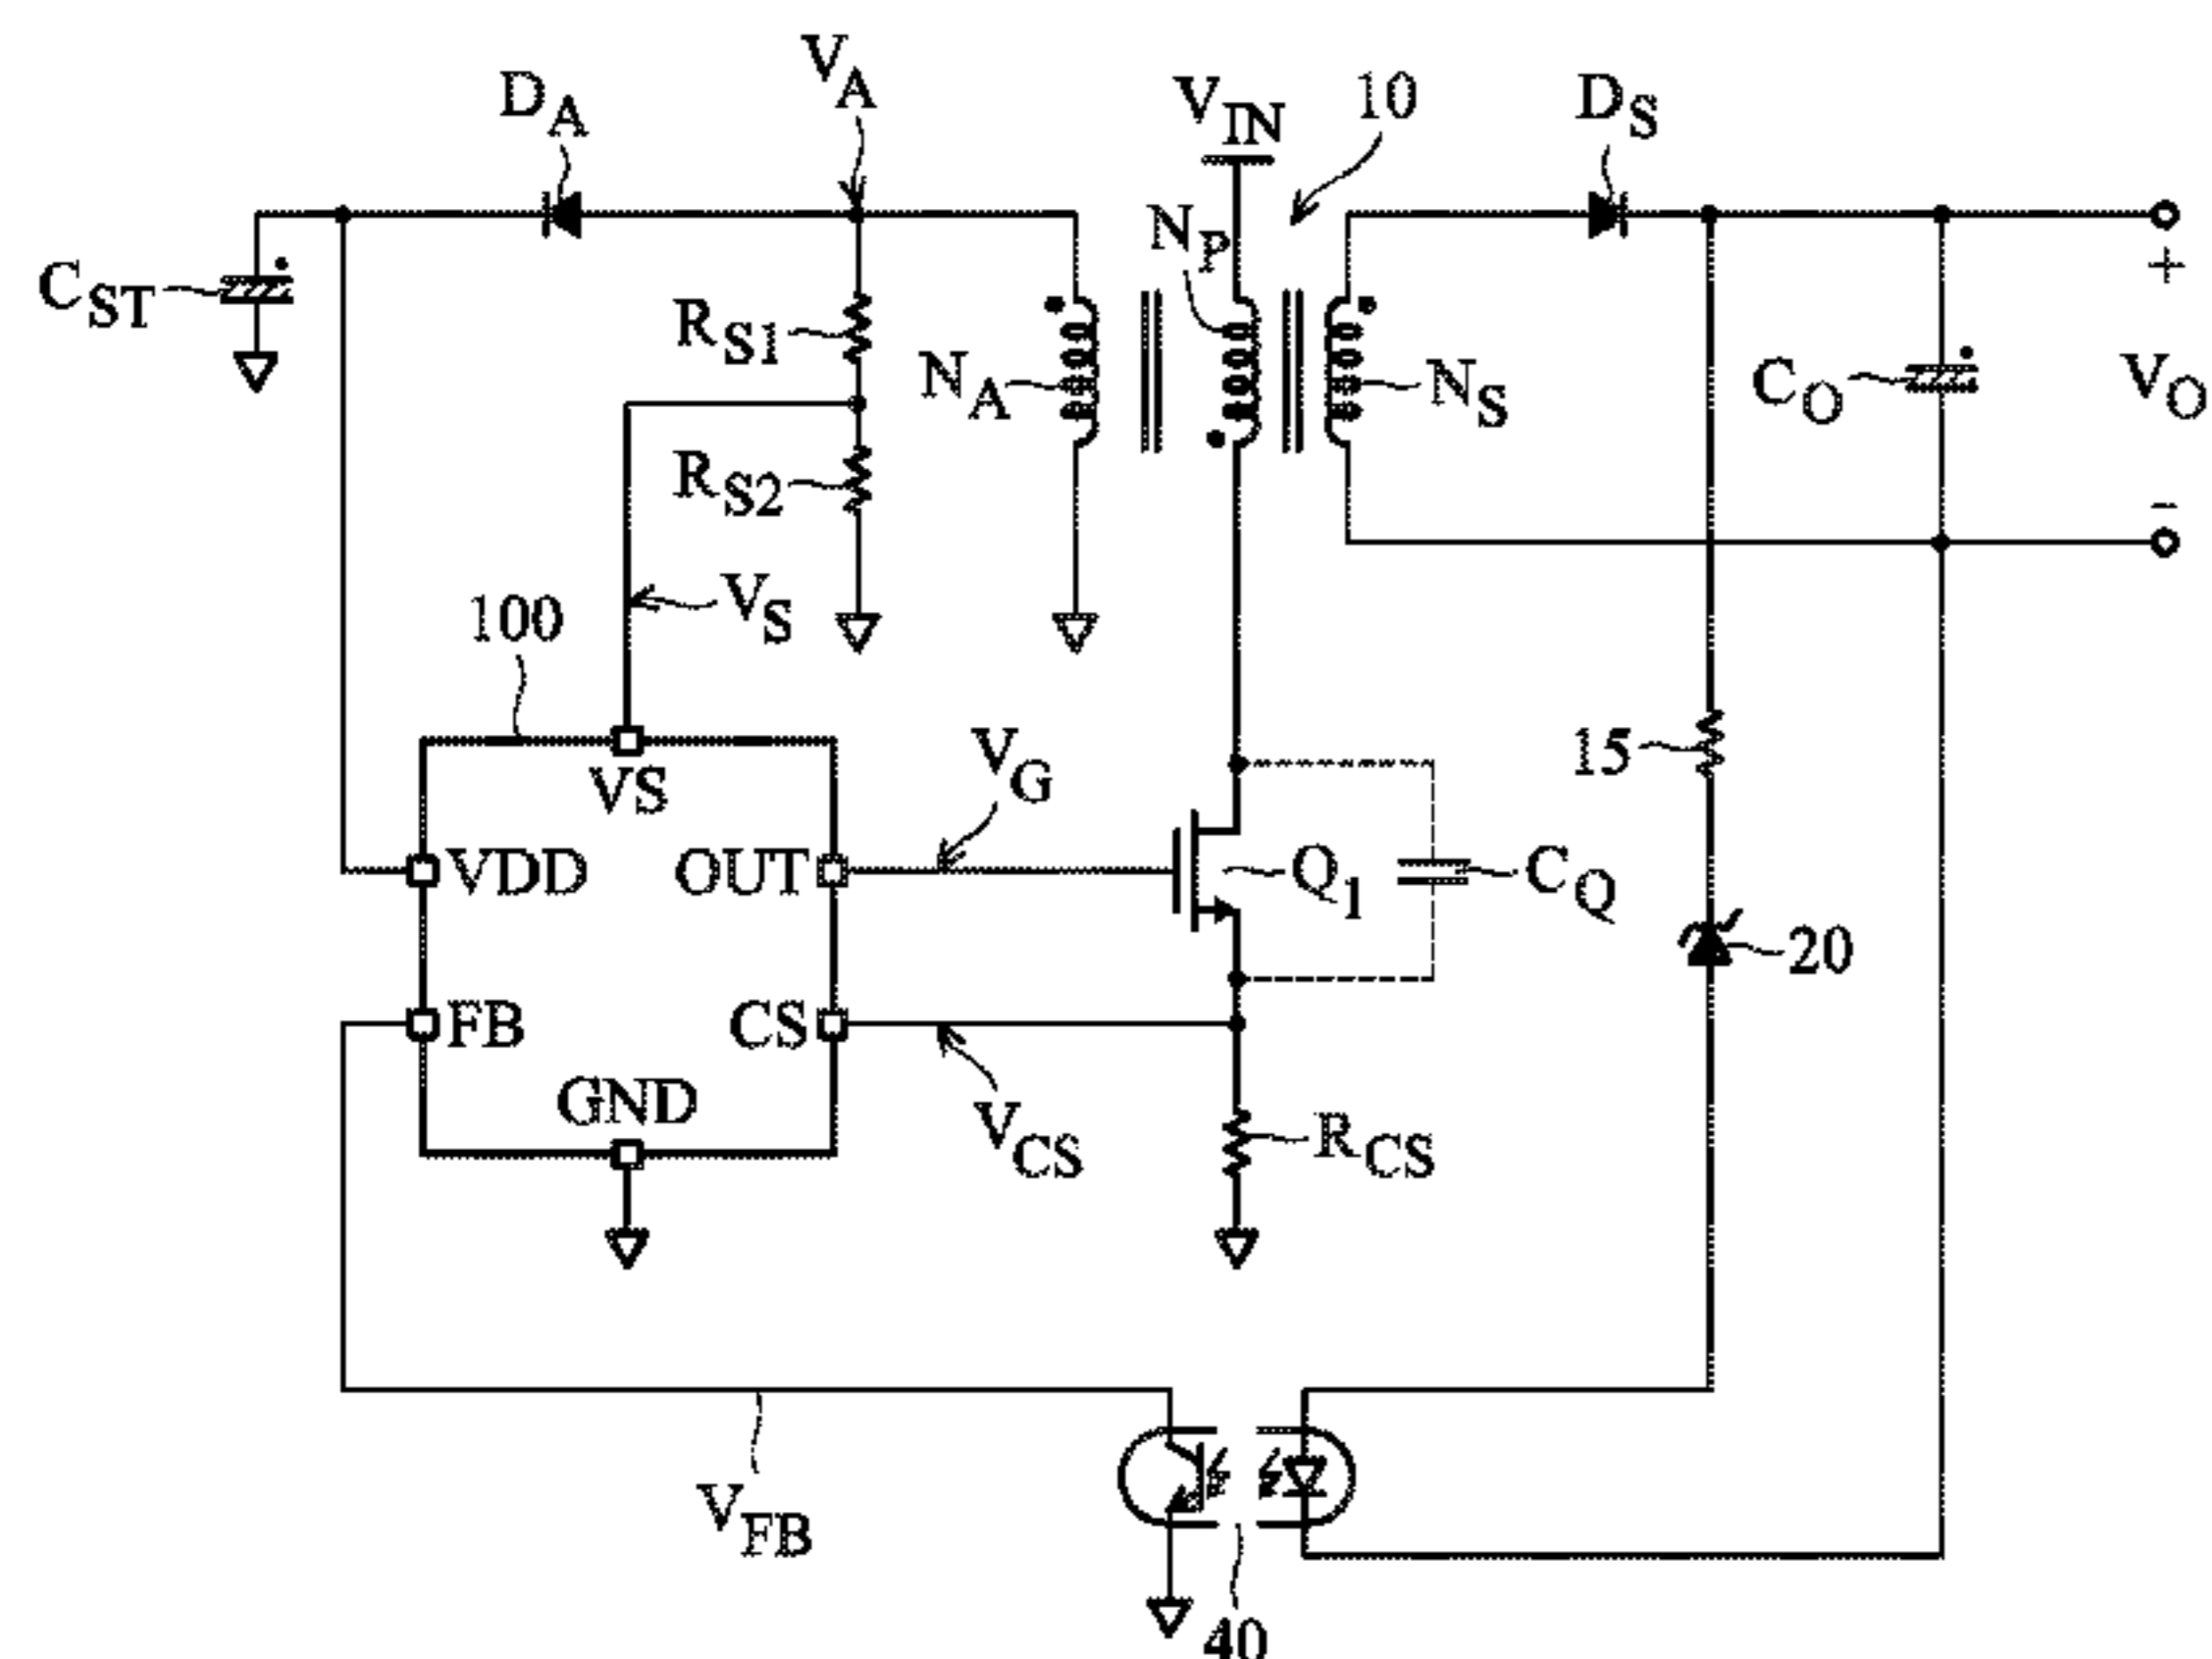 VA
DA
VIN
10
DS
NP
+
CST
RS1
NA
NS
CO
VO
RS2
-
VS
100
VG
15
VS
VDD
OUT
Q1
CQ
20
FB
CS
GND
VCS
RCS
VFB
40